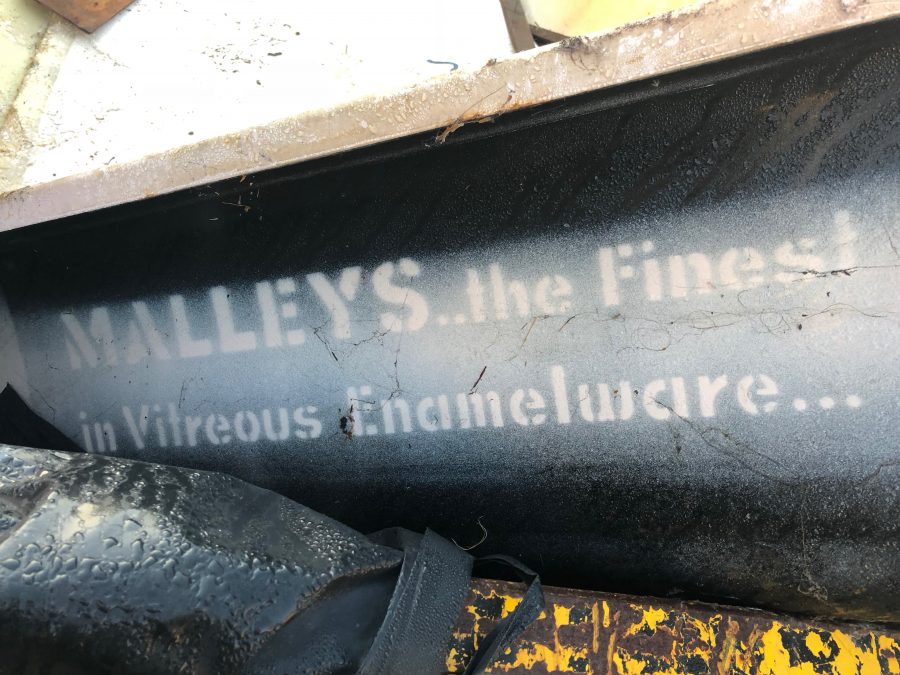 MALLEYS..the Finest
in Vitreous Enamelware...